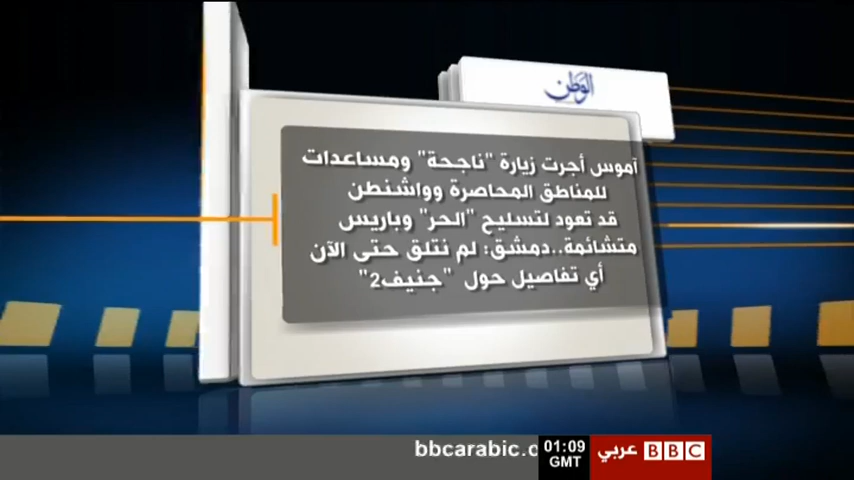 الوطن
آموس أجرت زيارة "ناجحة" ومساعدات
للمناطق المحاصرة وواشنطن
قد تعود لتسليح "الحر" وباريس
متشائمة..دمشق: لم نتلق حتى الآن
أي تفاصيل حول "جنيف2"
bbcarabic.c
01:09
GMT
عربي BBC